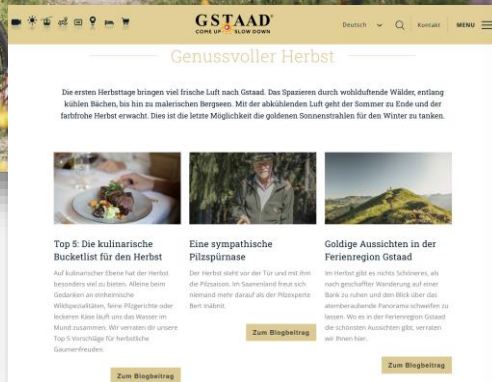 GSTAAD
COME UP SLOW DOWN
Deutsch
Kontakt
MENU
Genussvoller Herbst
Die ersten Herbsttage bringen viel frische Luft nach Gstaad. Das Spazieren durch wohlduftende Wälder, entlang
kühlen Bächen, bis hin zu malerischen Bergseen. Mit der abkühlenden Luft geht der Sommer zu Ende und der
farbfrohe Herbst erwacht. Dies ist die letzte Möglichkeit die goldenen Sonnenstrahlen für den Winter zu tanken.
Top 5: Die kulinarische
Bucketlist für den Herbst
Auf kulinarischer Ebene hat der Herbst
besonders viel zu bieten. Alleine beim
Gedanken an einheimische
Wildspezialitäten, feine Pilzgerichte oder
leckeren Käse läuft uns das Wasser im
Mund zusammen. Wir verraten dir unsere
Top 5 Vorschläge für herbstliche
Gaumenfreuden.
Zum Blogbeitrag
Eine sympathische
Pilzspürnase
Der Herbst steht vor der Tür und mit ihm
die Pilzsaison. Im Saanenland freut sich
niemand mehr darauf als der Pilzexperte
Bert Inäbnit.
Zum Blogbeitrag
Goldige Aussichten in der
Ferienregion Gstaad
Im Herbst gibt es nichts Schöneres, als
nach geschaffter Wanderung auf einer
Bank zu ruhen und den Blick über das
atemberaubende Panorama schweifen zu
lassen. Wo es in der Ferienregion Gstaad
die schönsten Aussichten gibt, verraten
wir Ihnen hier.
Zum Blogbeitrag